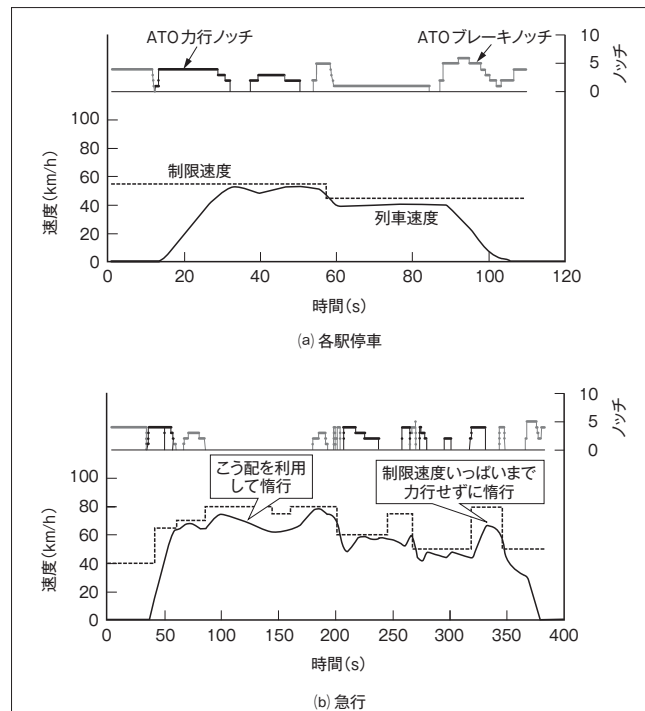 ATO力行ノッチ
ATOブレーキノッチ
10
5
0
ノッチ
100
80
60
40
20
0
速度(km/h)
制限速度
列車速度
0 20 40 60 80 100 120
時間(s)
(a) 各駅停車
10
5
0
ノッチ
100
80
60
40
20
0
速度(km/h)
こう配を利用
して惰行
制限速度いっぱいまで
力行せずに惰行
0 50 100 150 200 250 300 350 400
時間(s)
(b) 急行